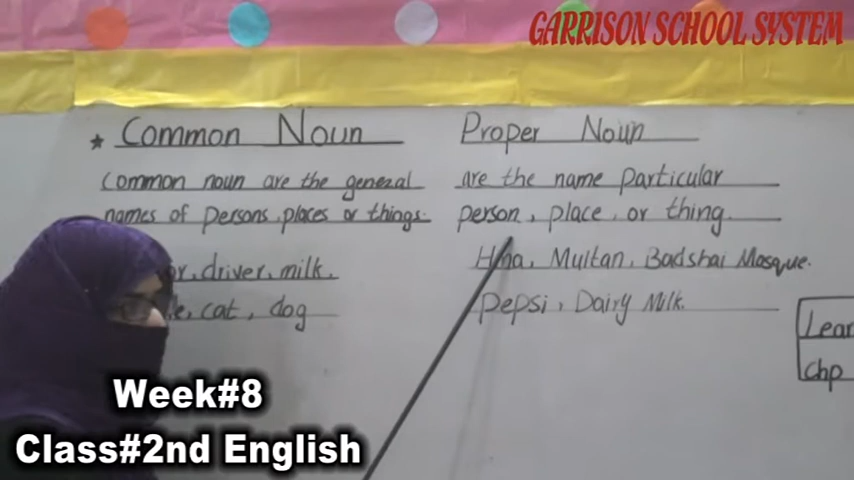 GARRISON SCHOOL SYSTEM
★ Common Noun
Common noun are the general
names of persons, places or things.
driver, milk.
cat, dog
Proper Noun
are the name Particular
person, place, or thing.
Multan, Badshai Mosque.
Pepsi, Dairy Milk.
Chp
Week#8
Class#2nd English